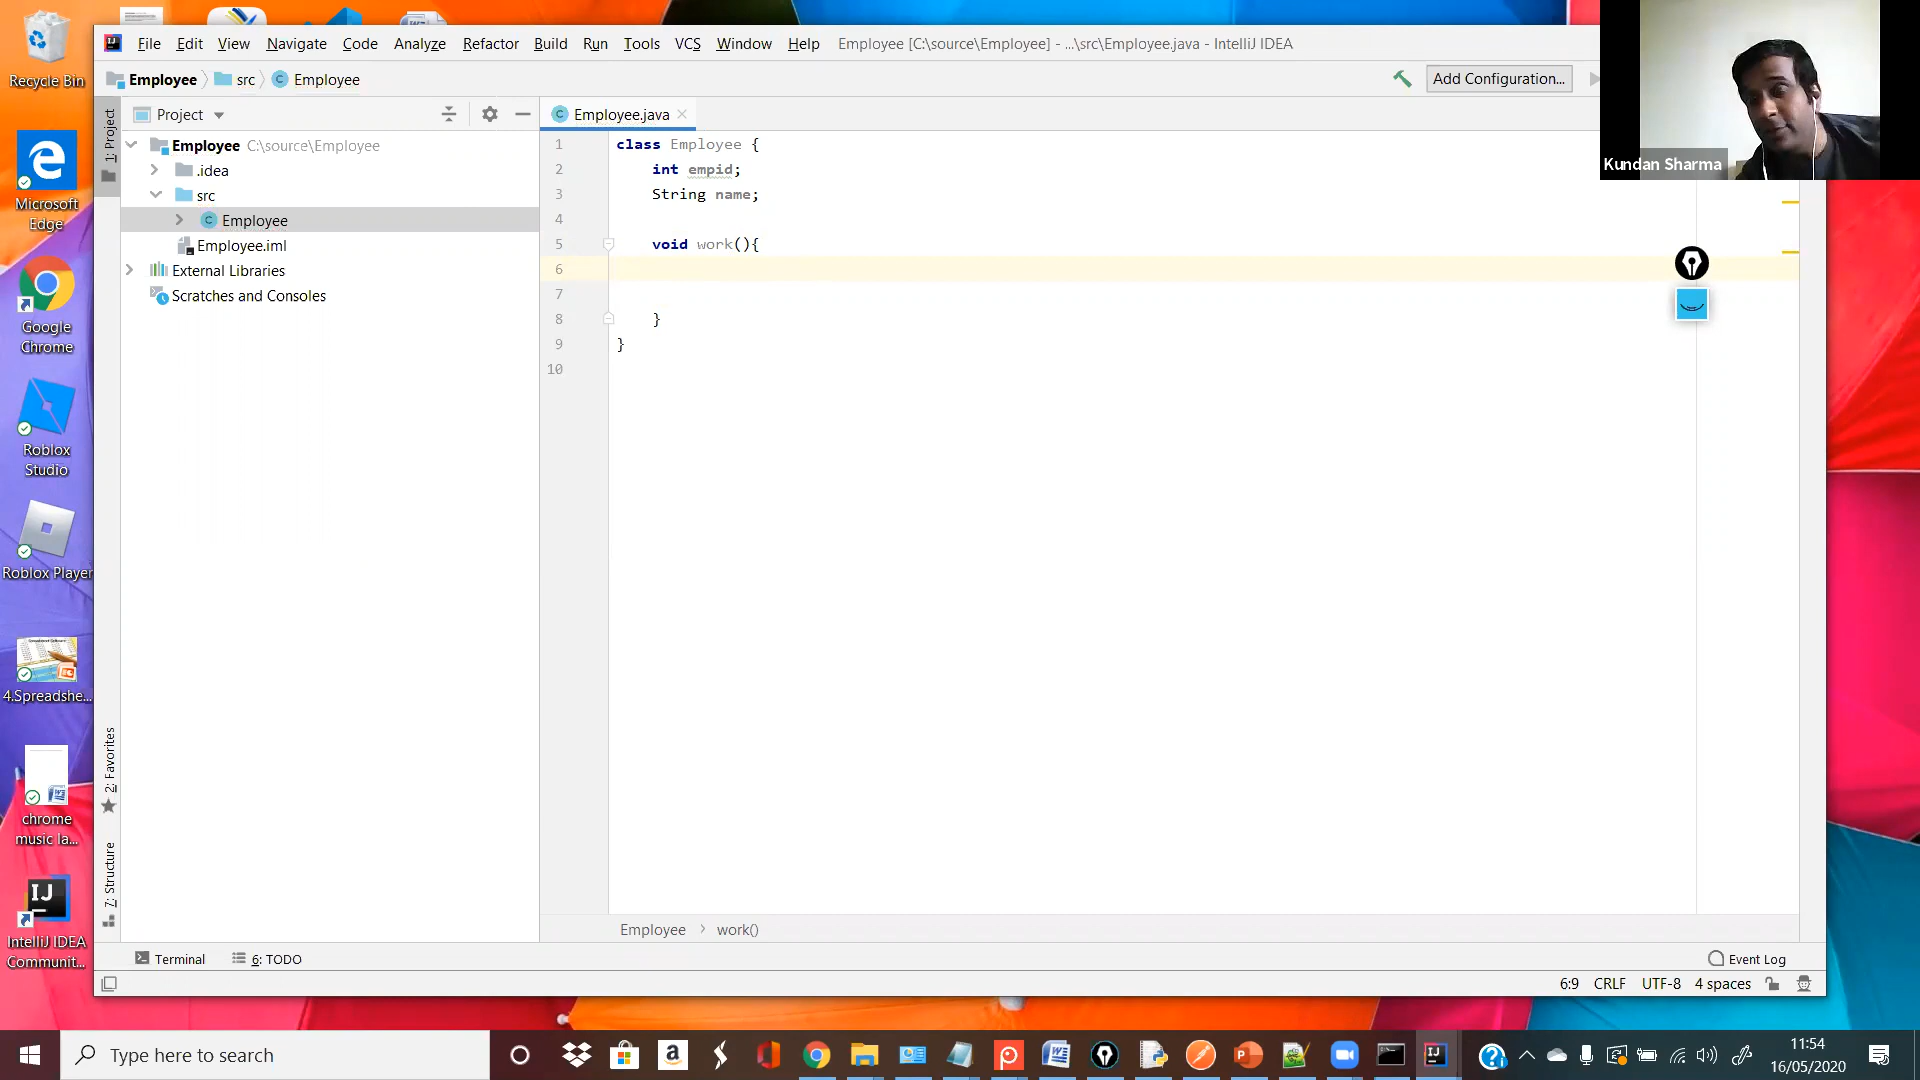 Recycle Bin
Microsoft
Edge
Google
Chrome
Roblox
Studio
Roblox Player
4.Spreadshe...
chrome
music la...
IntelliJ IDEA
Communit...
File Edit View Navigate Code Analyze Refactor Build Run Tools VCS Window Help Employee [C:\source\Employee] - ...\src\Employee.java - IntelliJ IDEA
Employee src Employee
Add Configuration...
Kundan Sharma
1: Project
2: Favorites
7: Structure
Project
Employee C:\source\Employee
.idea
src
Employee
Employee.iml
External Libraries
Scratches and Consoles
Employee.java
1 class Employee {
2 int empid;
3 String name;
4
5 void work(){
6
7
8 }
9 }
10
Employee > work()
Terminal 6: TODO
Event Log
6:9 CRLF UTF-8 4 spaces
Type here to search
11:54
16/05/2020